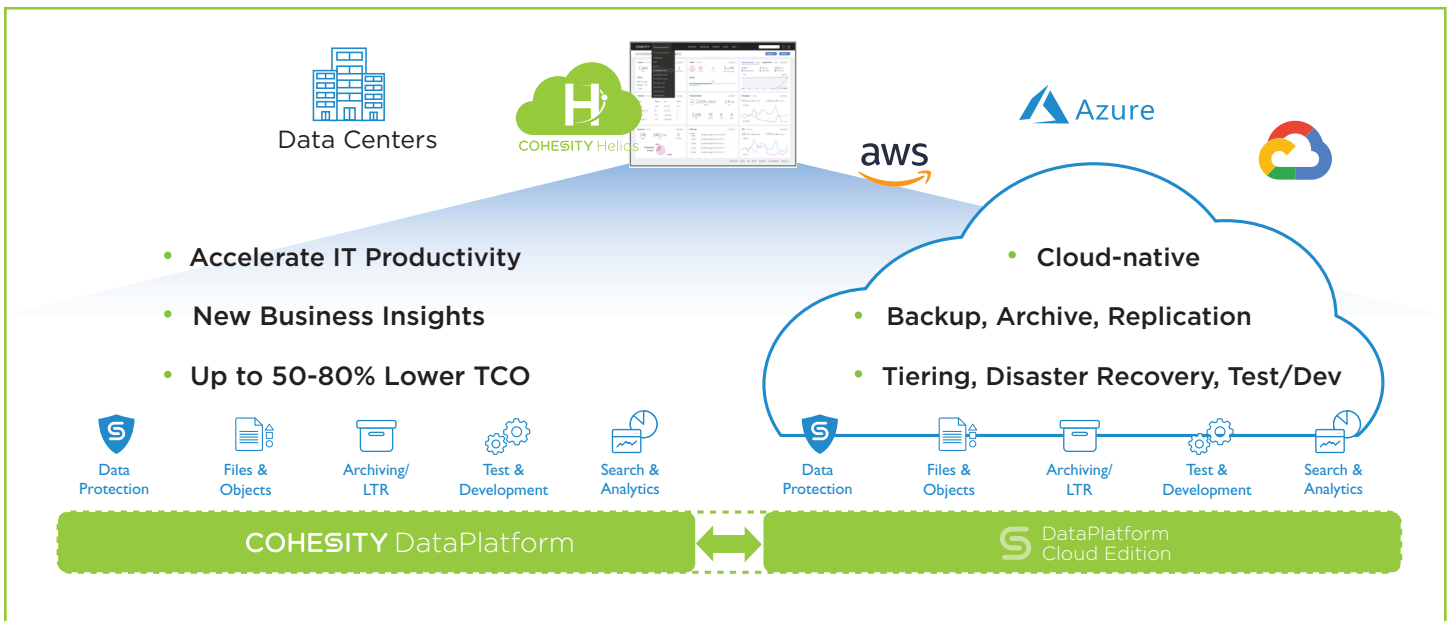 Data Centers
H
COHESITY Helios
COHESITY
aws
Azure
• Accelerate IT Productivity
• New Business Insights
• Up to 50-80% Lower TCO
• Cloud-native
• Backup, Archive, Replication
• Tiering, Disaster Recovery, Test/Dev
Data
Protection
Files &
Objects
Archiving/
LTR
Test &
Development
Search &
Analytics
Data
Protection
Files &
Objects
Archiving/
LTR
Test &
Development
Search &
Analytics
COHESITY DataPlatform
DataPlatform
Cloud Edition